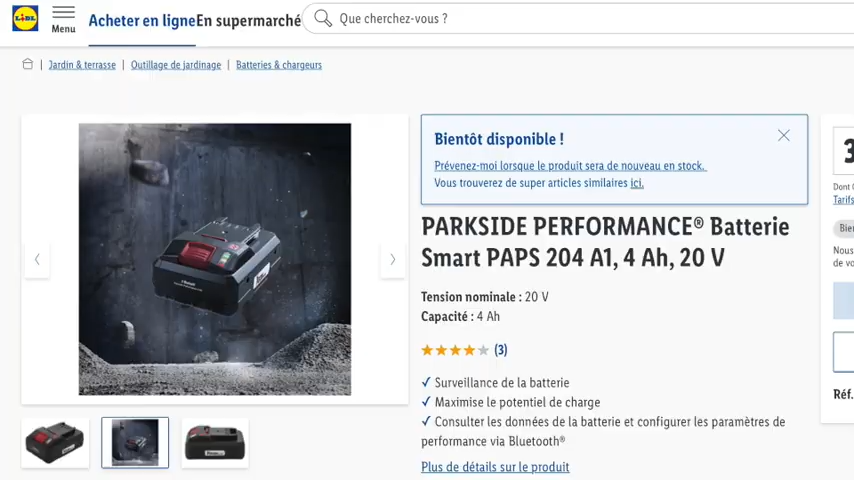 LIDL
Menu
Acheter en ligne
En supermarché
Que cherchez-vous ?
| Jardin & terrasse | Outillage de jardinage | Batteries & chargeurs
Bientôt disponible !
Prévenez-moi lorsque le produit sera de nouveau en stock.
Vous trouverez de super articles similaires ici.
PARKSIDE PERFORMANCE® Batterie
Smart PAPS 204 A1, 4 Ah, 20 V
Tension nominale : 20 V
Capacité : 4 Ah
(3)
✓ Surveillance de la batterie
✓ Maximise le potentiel de charge
✓ Consulter les données de la batterie et configurer les paramètres de
performance via Bluetooth®
Plus de détails sur le produit
3
Dont
Tarifs
Bien
Nous
de vo
Réf.